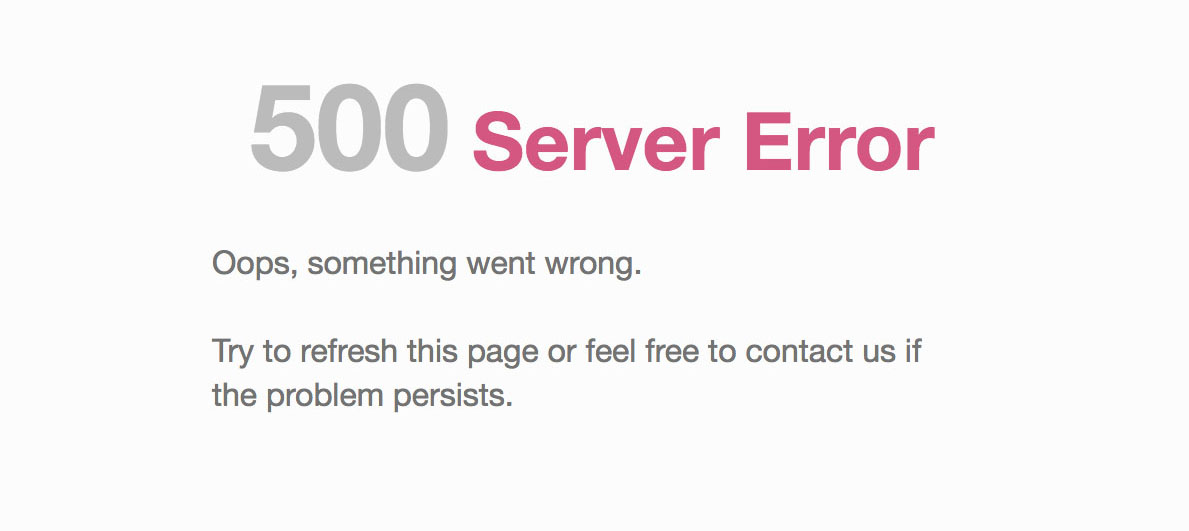 500 Server Error
Oops, something went wrong.
Try to refresh this page or feel free to contact us if
the problem persists.